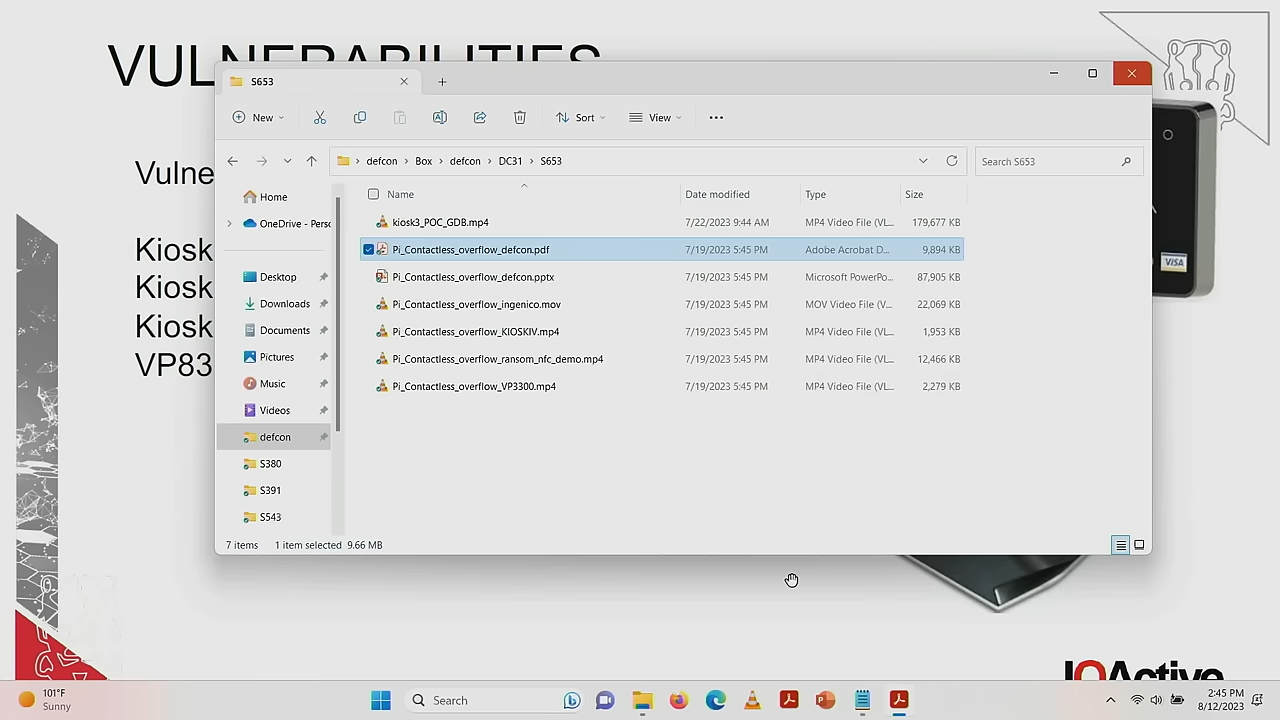 VULNERABILITIES
S653
New
Sort
View
defcon > Box > defcon > DC31 > S653
Search S653
Name Date modified Type Size
Home
OneDrive - Pers
Desktop
Downloads
Documents
Pictures
Music
Videos
defcon
S380
S391
S543
kiosk3_POC_GDB.mp4 7/22/2023 9:44 AM MP4 Video File (VL... 179,677 KB
Pi_Contactless_overflow_defcon.pdf 7/19/2023 5:45 PM Adobe Acrobat D... 9,894 KB
Pi_Contactless_overflow_defcon.pptx 7/19/2023 5:45 PM Microsoft PowerPo... 87,905 KB
Pi_Contactless_overflow_ingenico.mov 7/19/2023 5:45 PM MOV Video File (V... 22,069 KB
Pi_Contactless_overflow_KIOSKIV.mp4 7/19/2023 5:45 PM MP4 Video File (VL... 1,953 KB
Pi_Contactless_overflow_ransom_nfc_demo.mp4 7/19/2023 5:45 PM MP4 Video File (VL... 12,466 KB
Pi_Contactless_overflow_VP3300.mp4 7/19/2023 5:45 PM MP4 Video File (VL... 2,279 KB
7 items 1 item selected 9.66 MB
Vulne
Kiosk
Kiosk
Kiosk
VP83
VISA
IOActive
101°F
Sunny
Search
2:45 PM
8/12/2023